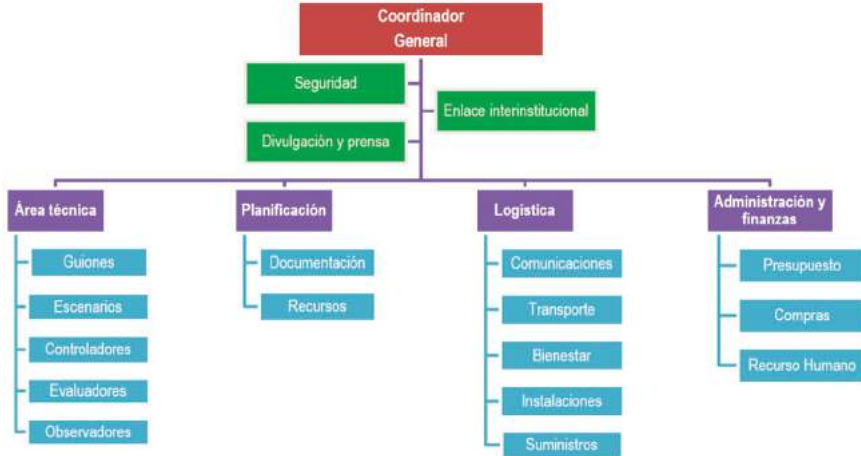 Coordinador
General
Seguridad
Enlace interinstitucional
Divulgación y prensa
Área técnica
Guiones
Escenarios
Controladores
Evaluadores
Observadores
Planificación
Documentación
Recursos
Logística
Comunicaciones
Transporte
Bienestar
Instalaciones
Suministros
Administración y
finanzas
Presupuesto
Compras
Recurso Humano